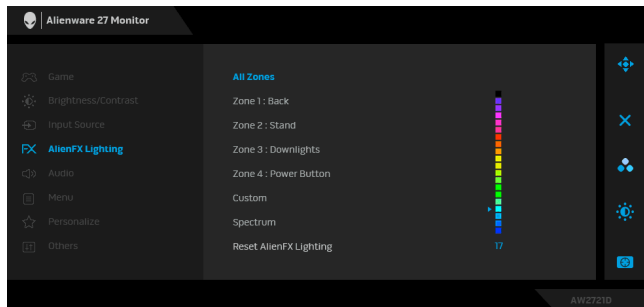 Alienware 27 Monitor
Game
Brightness/Contrast
Input Source
FX AlienFX Lighting
Audio
Menu
Personalize
Others
All Zones
Zone 1 : Back
Zone 2 : Stand
Zone 3 : Downlights
Zone 4 : Power Button
Custom
Spectrum
Reset AlienFX Lighting
17
AW2721D